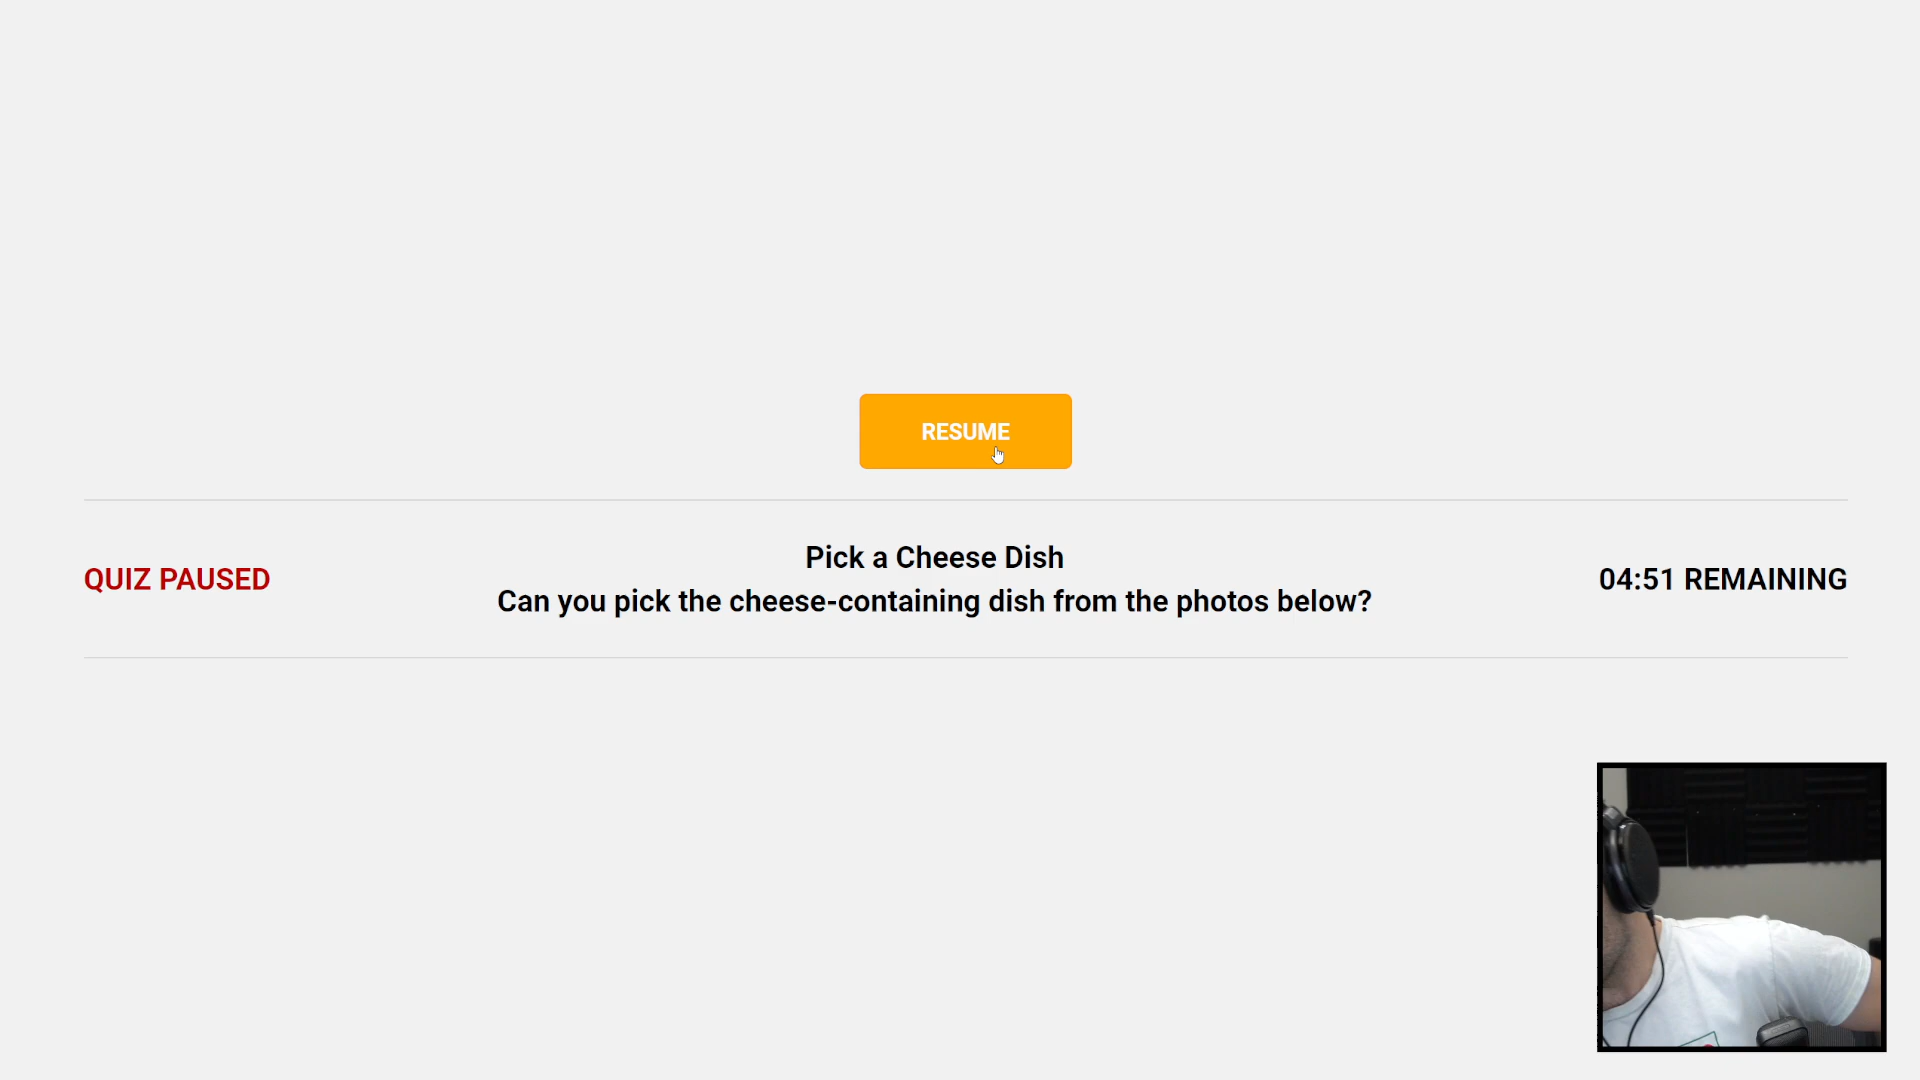 RESUME
QUIZ PAUSED
Pick a Cheese Dish
Can you pick the cheese-containing dish from the photos below?
04:51 REMAINING